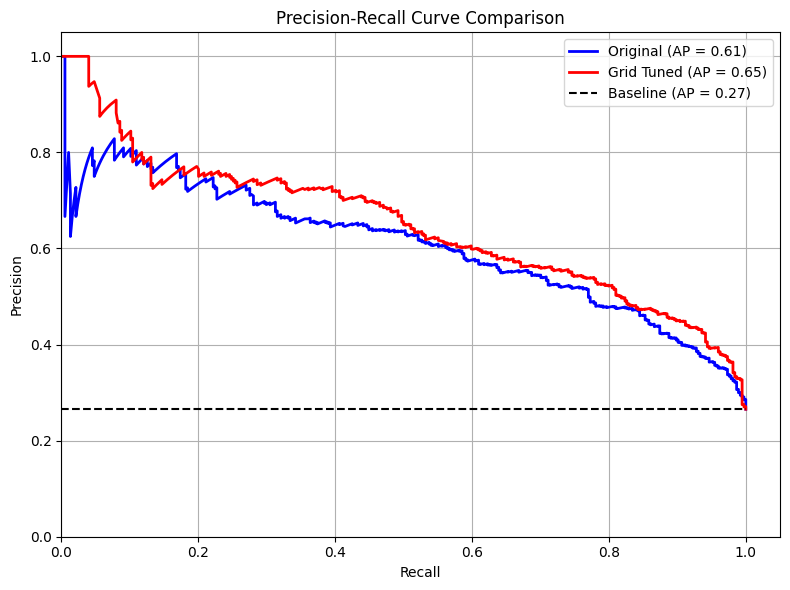 Precision-Recall Curve Comparison
Original (AP = 0.61)
Grid Tuned (AP = 0.65)
Baseline (AP = 0.27)
Precision
1.0
0.8
0.6
0.4
0.2
0.0
0.0 0.2 0.4 0.6 0.8 1.0
Recall